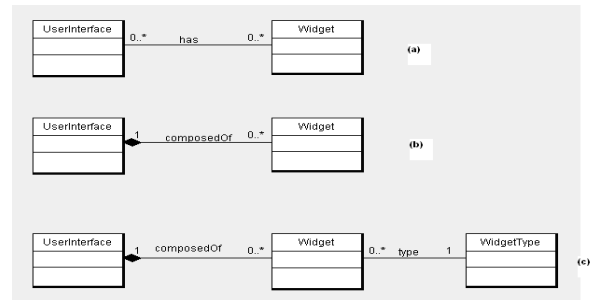 UserInterface 0..* has 0..* Widget (a)
UserInterface 1 composedOf 0..* Widget (b)
UserInterface 1 composedOf 0..* Widget 0..* type 1 WidgetType (c)